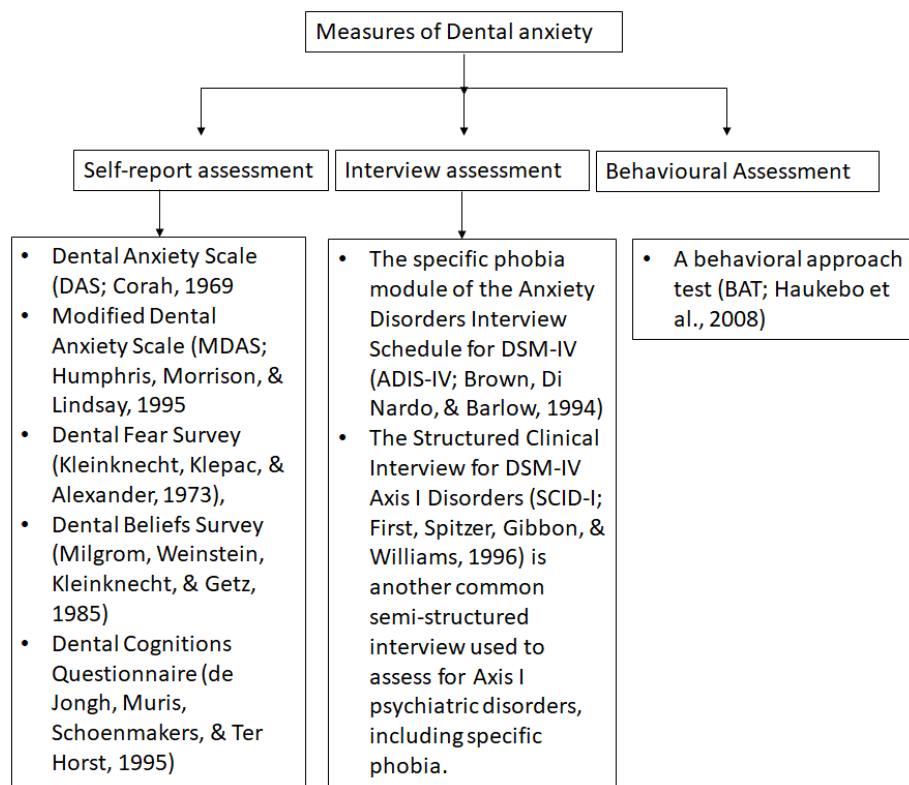 Measures of Dental anxiety
Self-report assessment
Interview assessment
Behavioural Assessment
• Dental Anxiety Scale
(DAS; Corah, 1969
• Modified Dental
Anxiety Scale (MDAS;
Humphris, Morrison, &
Lindsay, 1995
• Dental Fear Survey
(Kleinknecht, Klepac, &
Alexander, 1973),
• Dental Beliefs Survey
(Milgrom, Weinstein,
Kleinknecht, & Getz,
1985)
• Dental Cognitions
Questionnaire (de
Jongh, Muris,
Schoenmakers, & Ter
Horst, 1995)
• The specific phobia
module of the Anxiety
Disorders Interview
Schedule for DSM-IV
(ADIS-IV; Brown, Di
Nardo, & Barlow, 1994)
• The Structured Clinical
Interview for DSM-IV
Axis I Disorders (SCID-I;
First, Spitzer, Gibbon, &
Williams, 1996) is
another common
semi-structured
interview used to
assess for Axis I
psychiatric disorders,
including specific
phobia.
• A behavioral approach
test (BAT; Haukebo et
al., 2008)